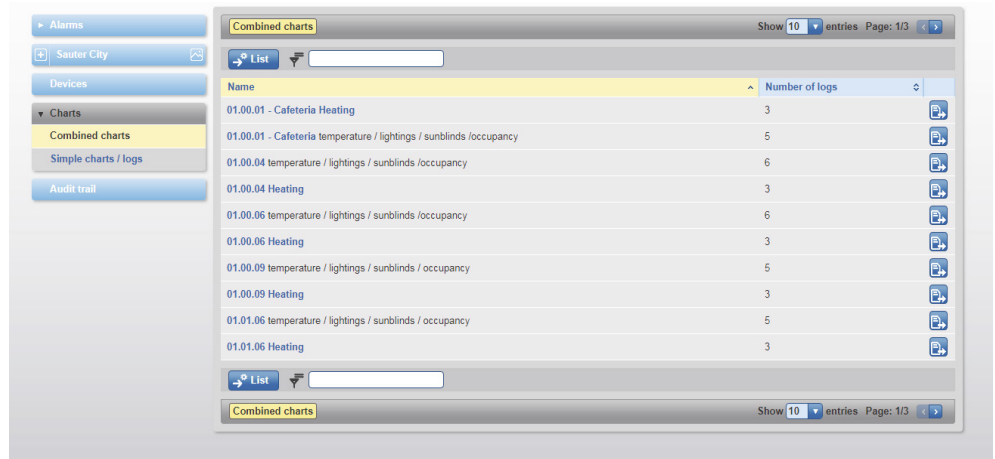 Alarms
Sauter City
Devices
Charts
Combined charts
Simple charts / logs
Audit trail
Combined charts Show 10 entries Page: 1/3
List
Name Number of logs
01.00.01 - Cafeteria Heating 3
01.00.01 - Cafeteria temperature / lightings / sunblinds /occupancy 5
01.00.04 temperature / lightings / sunblinds /occupancy 6
01.00.04 Heating 3
01.00.06 temperature / lightings / sunblinds /occupancy 6
01.00.06 Heating 3
01.00.09 temperature / lightings / sunblinds / occupancy 5
01.00.09 Heating 3
01.01.06 temperature / lightings / sunblinds / occupancy 5
01.01.06 Heating 3
List
Combined charts Show 10 entries Page: 1/3